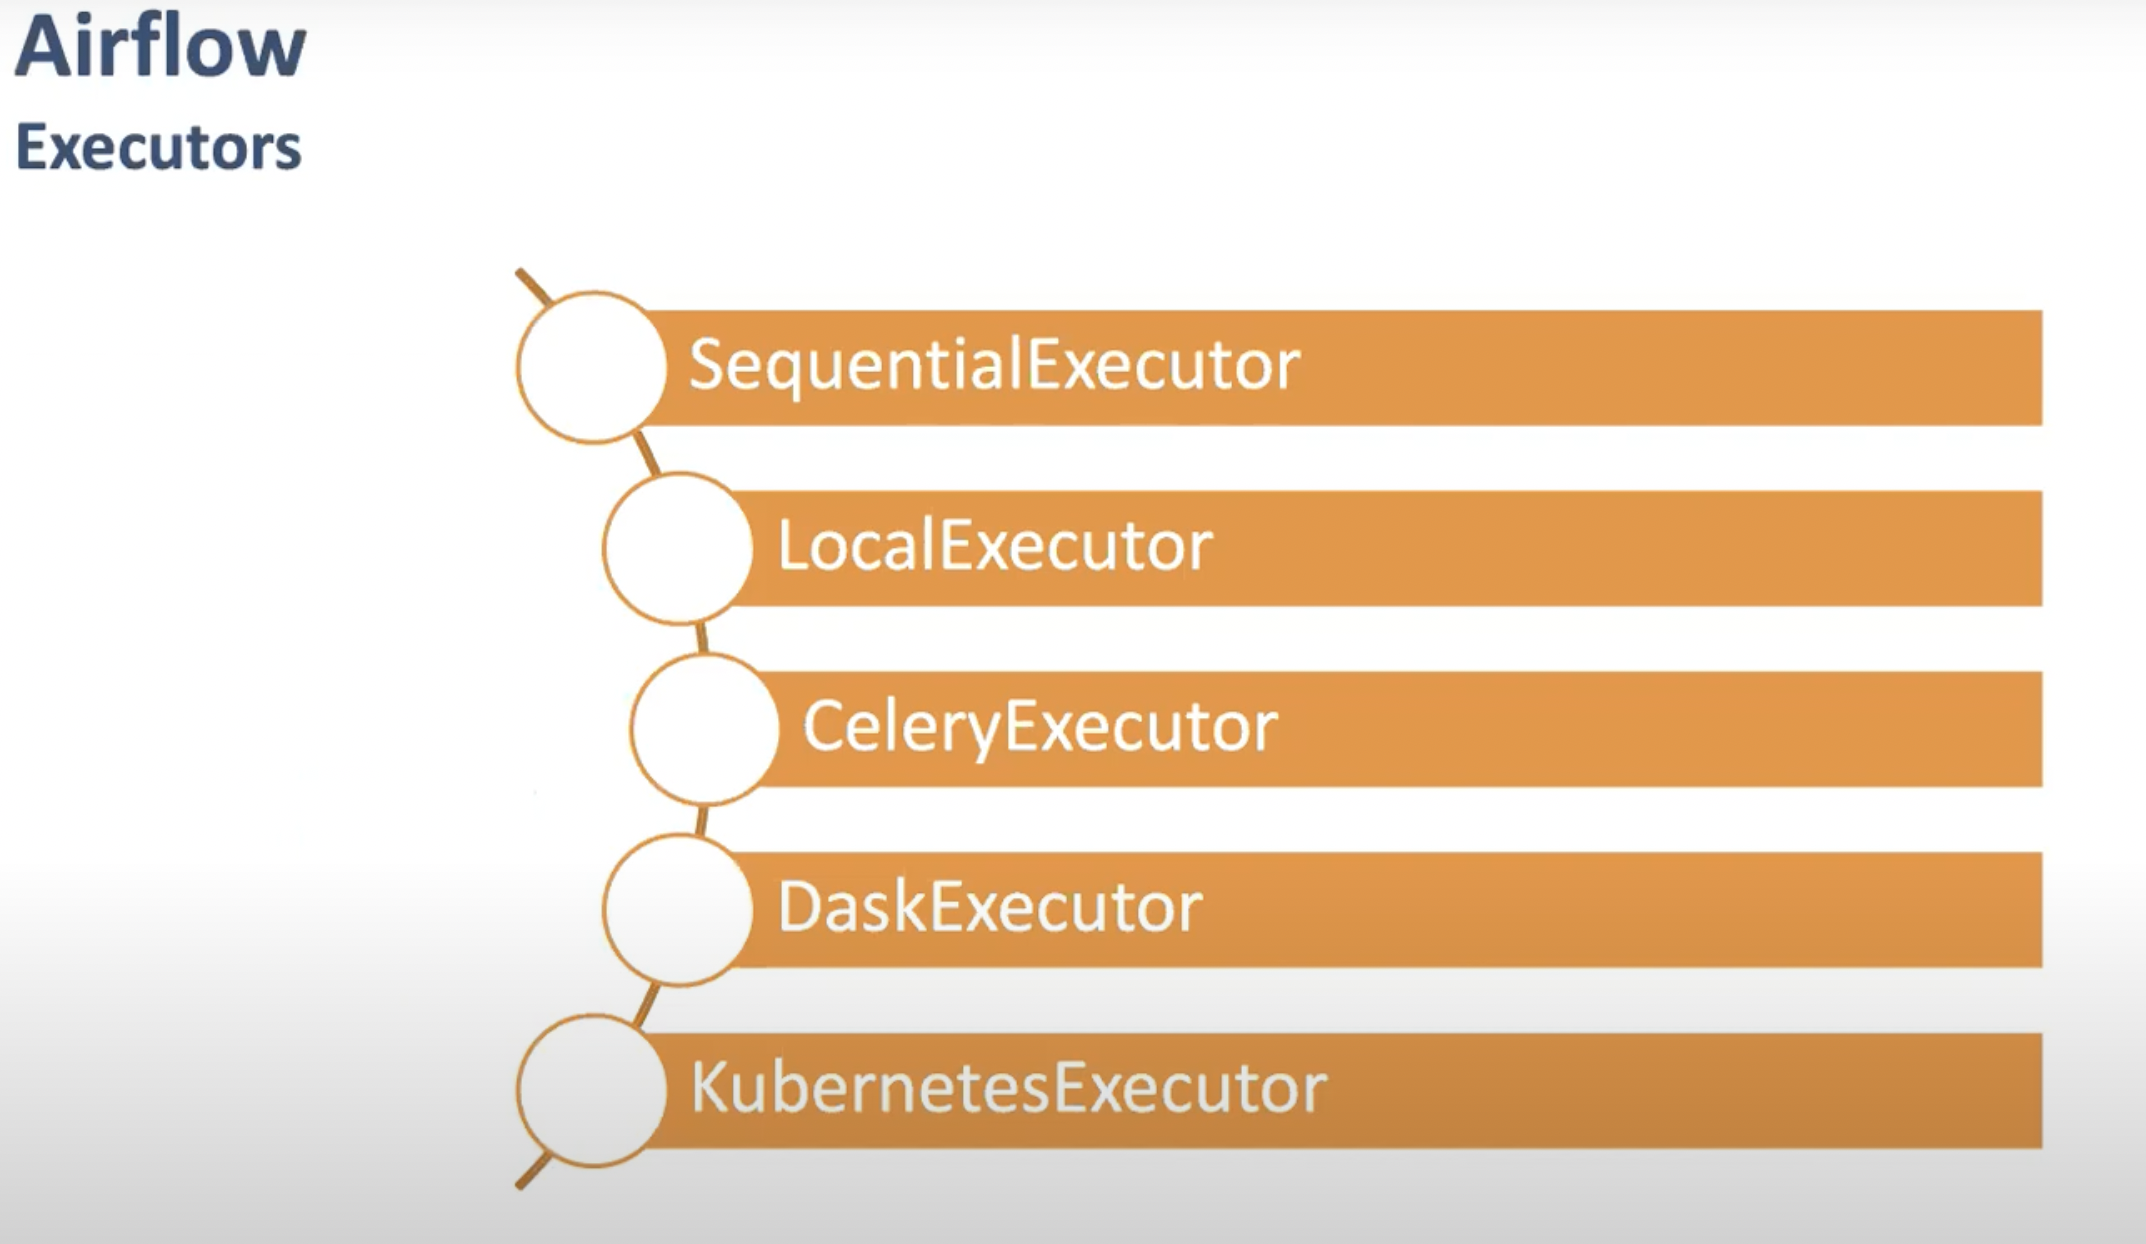 Airflow
Executors
SequentialExecutor
LocalExecutor
CeleryExecutor
DaskExecutor
KubernetesExecutor